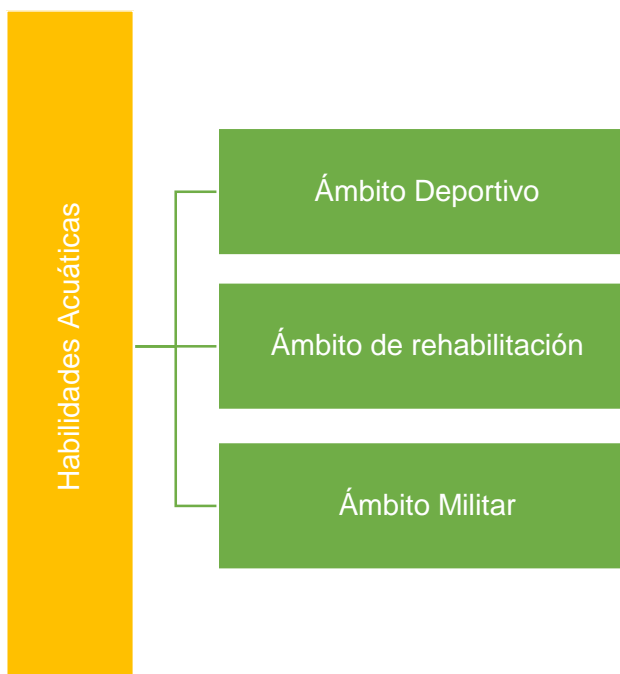 Habilidades Acuáticas
Ámbito Deportivo
Ámbito de rehabilitación
Ámbito Militar